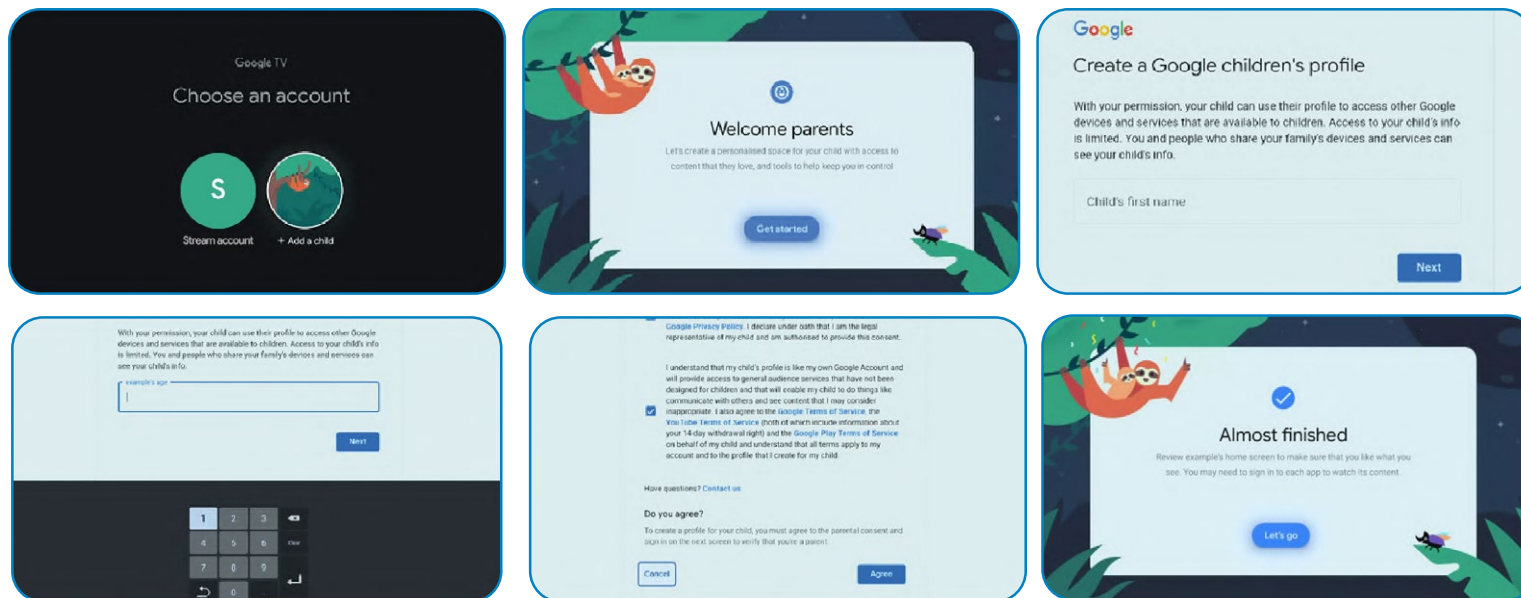 Google TV
Choose an account
S
Stream account
+ Add a child
Welcome parents
Let's create a personalised space for your child with access to
content that they love, and tools to help keep you in control
Get started
Google
Create a Google children's profile
With your permission, your child can use their profile to access other Google
devices and services that are available to children. Access to your child's info
is limited. You and people who share your family's devices and services can
see your child's info.
Child's first name
Next
With your permission, your child can use their profile to access other Google
devices and services that are available to children. Access to your child's info
is limited. You and people who share your family's devices and services can
see your child's info.
example's age
Next
1 2 3
4 5 6 Clear
7 8 9
0
Google Privacy Policy. I declare under oath that I am the legal
representative of my child and am authorised to provide this consent.
I understand that my child's profile is like my own Google Account and
will provide access to general audience services that have not been
designed for children and that will enable my child to do things like
communicate with others and see content that I may consider
inappropriate. I also agree to the Google Terms of Service, the
YouTube Terms of Service (both of which include information about
your 14-day withdrawal right) and the Google Play Terms of Service
on behalf of my child and understand that all terms apply to my
account and to the profile that I create for my child.
Have questions? Contact us
Do you agree?
To create a profile for your child, you must agree to the parental consent and
sign in on the next screen to verify that you're a parent.
Cancel
Agree
Almost finished
Review example's home screen to make sure that you like what you
see. You may need to sign in to each app to watch its content.
Let's go